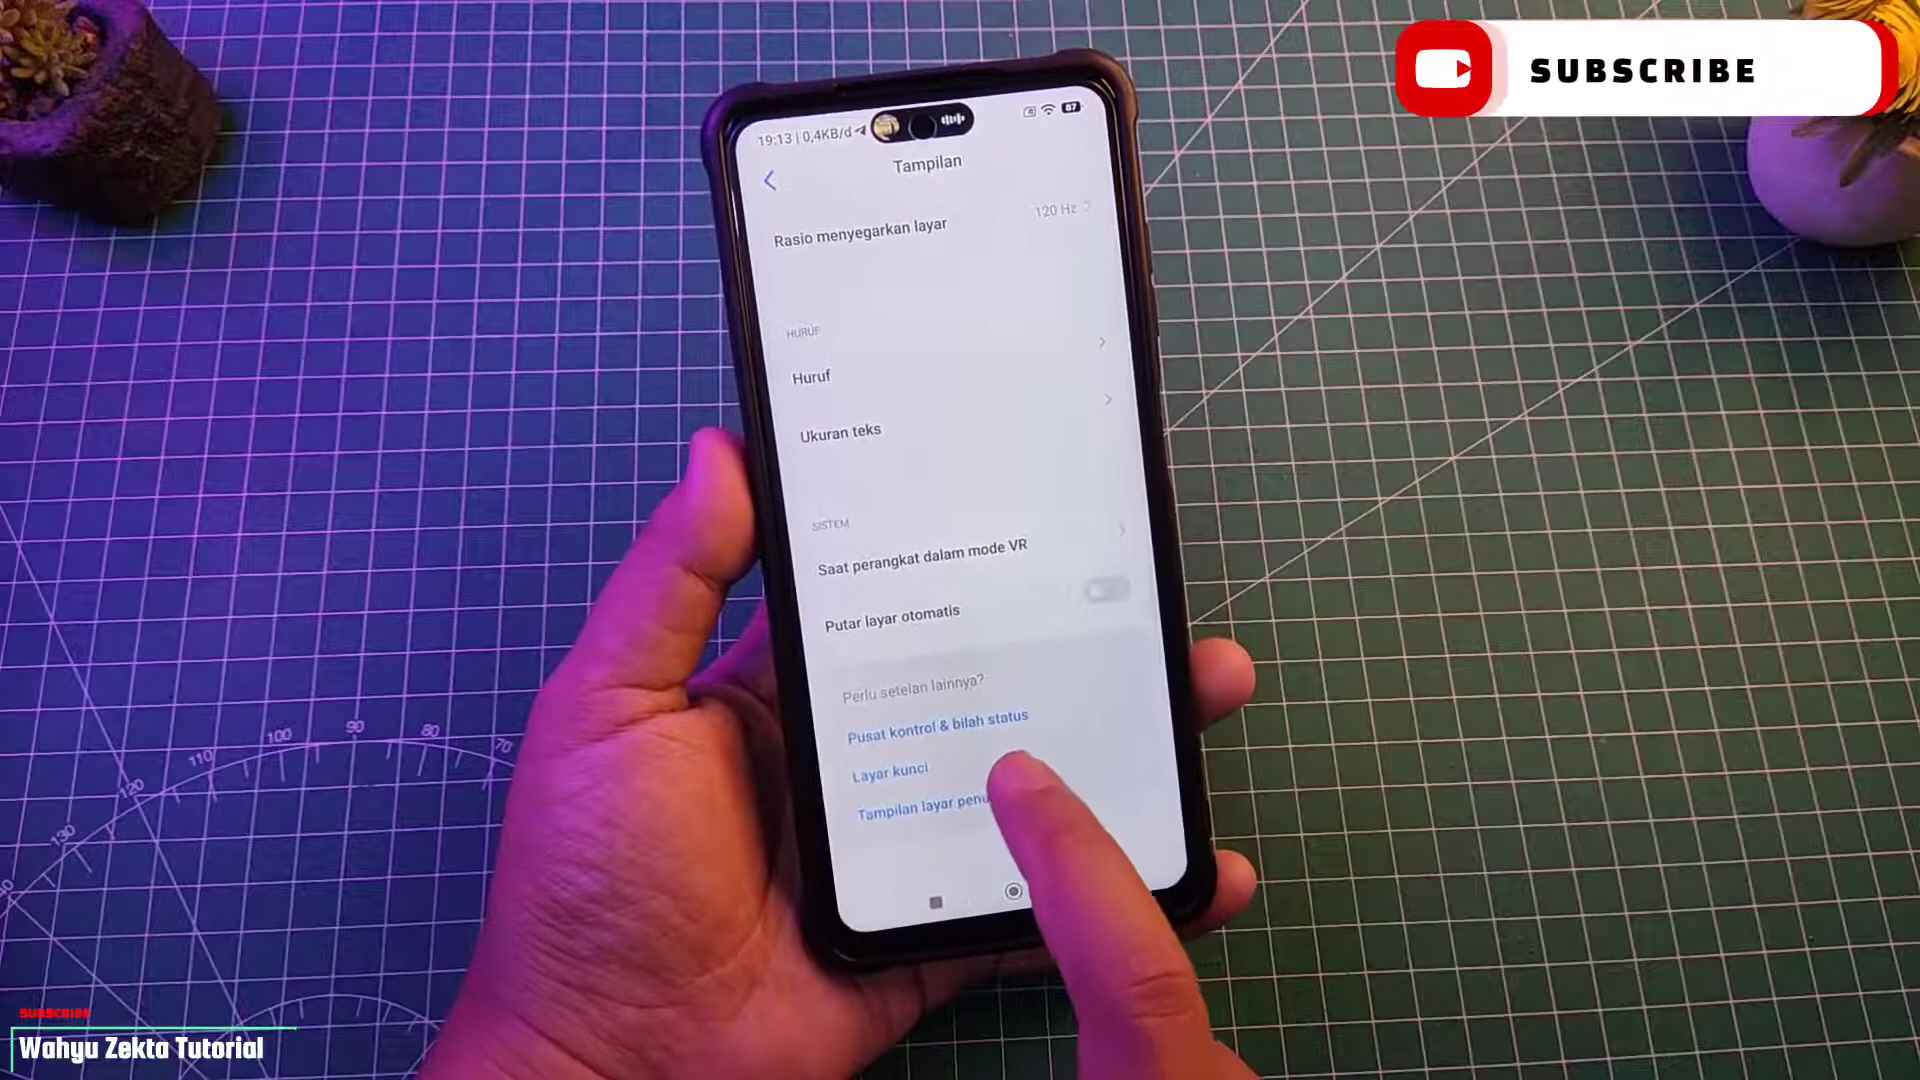 SUBSCRIBE
19:13 | 0,4KB/d
87
Tampilan
Rasio menyegarkan layar
120 Hz
HURUF
Huruf
Ukuran teks
SISTEM
Saat perangkat dalam mode VR
Putar layar otomatis
Perlu setelan lainnya?
Pusat kontrol & bilah status
Layar kunci
Tampilan layar
130
120
110
100
90
80
70
SUBSCRIBE
Wahyu Zekta Tutorial